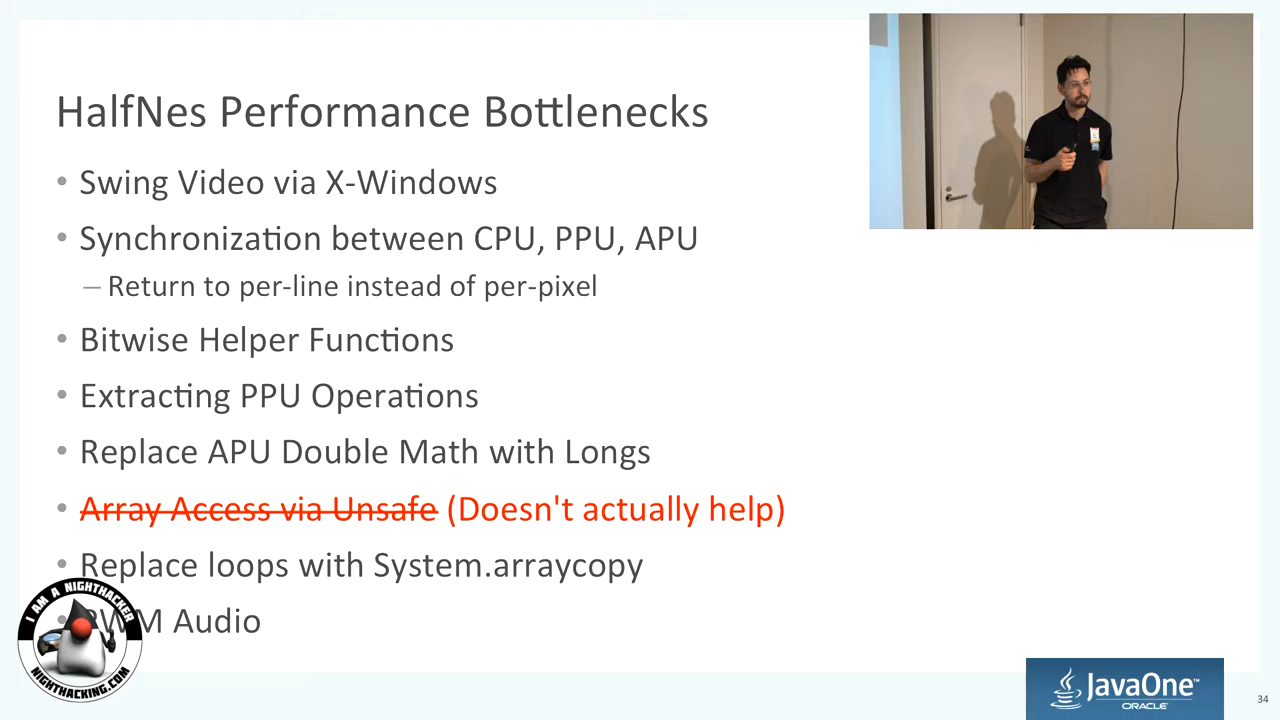 HalfNes Performance Bottlenecks
• Swing Video via X-Windows
• Synchronization between CPU, PPU, APU
– Return to per-line instead of per-pixel
• Bitwise Helper Functions
• Extracting PPU Operations
• Replace APU Double Math with Longs
• Array Access via Unsafe (Doesn't actually help)
• Replace loops with System.arraycopy
PWM Audio
I AM A NIGHTHACKER
NIGHTHACKING.COM
JavaOne™
ORACLE
34